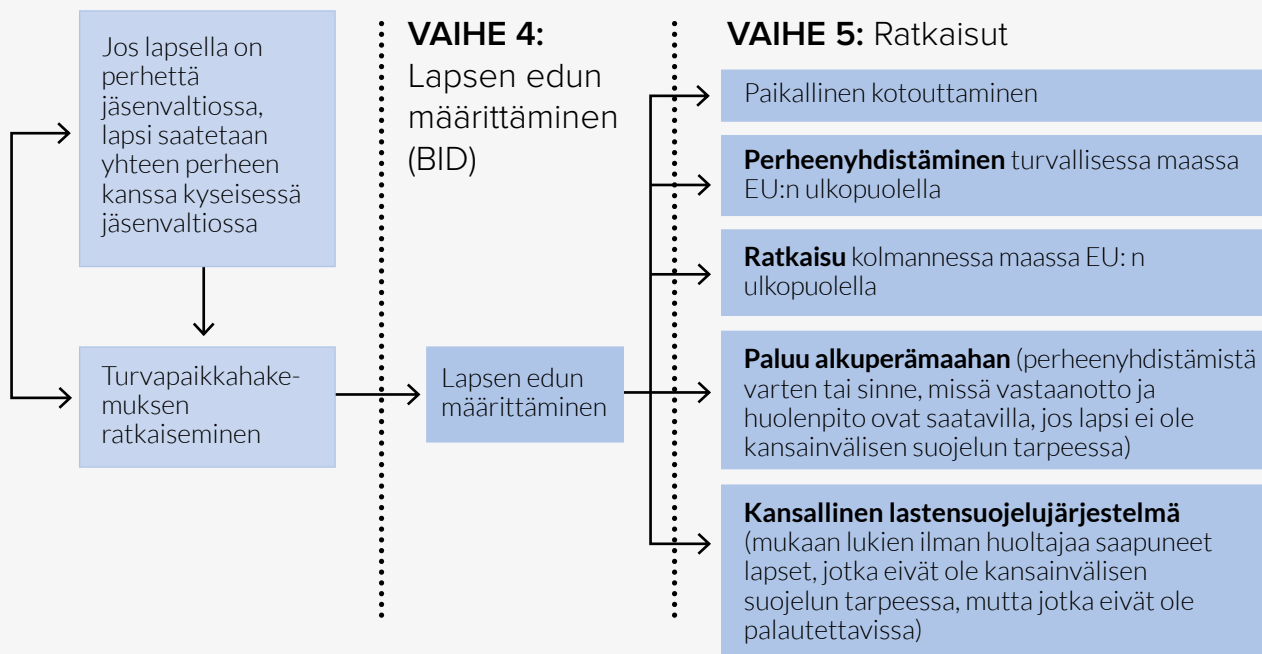 Jos lapsella on
perhettä
jäsenvaltiossa,
lapsi saatetaan
yhteen perheen
kanssa kyseisessä
jäsenvaltiossa
Turvapaikkahake-
muksen
ratkaiseminen
VAIHE 4:
Lapsen edun
määrittäminen
(BID)
Lapsen edun
määrittäminen
VAIHE 5: Ratkaisut
Paikallinen kotouttaminen
Perheenyhdistäminen turvallisessa maassa
EU:n ulkopuolella
Ratkaisu kolmannessa maassa EU: n
ulkopuolella
Paluu alkuperämaahan (perheenyhdistämistä
varten tai sinne, missä vastaanotto ja
huolenpito ovat saatavilla, jos lapsi ei ole
kansainvälisen suojelun tarpeessa)
Kansallinen lastensuojelujärjestelmä
(mukaan lukien ilman huoltajaa saapuneet
lapset, jotka eivät ole kansainvälisen
suojelun tarpeessa, mutta jotka eivät ole
palautettavissa)